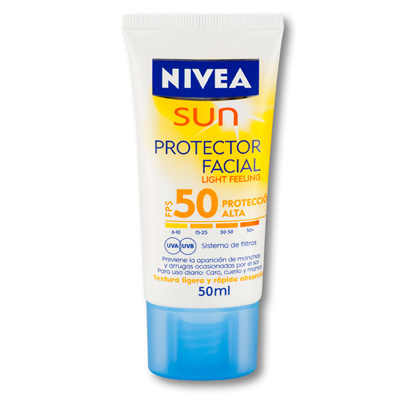 NIVEA
sun
PROTECTOR
FACIAL
LIGHT FEELING
FPS 50 PROTECCIÓ
ALTA
6-10 15-25 30-50 50+
UVA UVB Sistema de filtros
Previene la aparición de manchas
y arrugas ocasionadas por el sol
Para uso diario: Cara, cuello y manos
Textura ligera y rápida
50ml